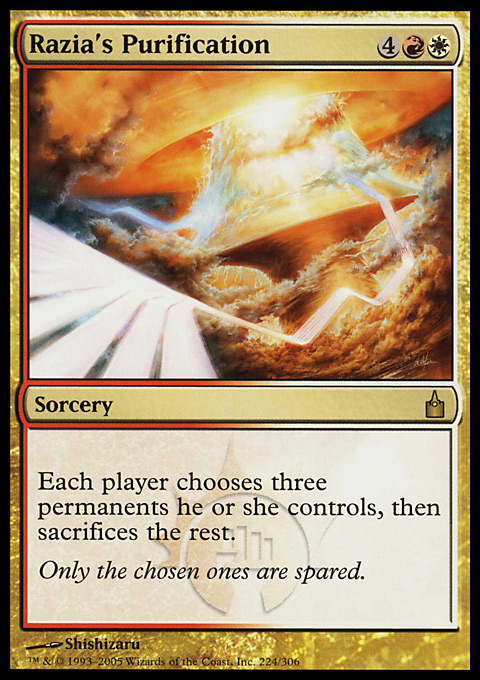 Razia's Purification 4
Sorcery
Each player chooses three
permanents he or she controls, then
sacrifices the rest.
Only the chosen ones are spared.
Shishizaru
™ & © 1993–2005 Wizards of the Coast, Inc. 224/306